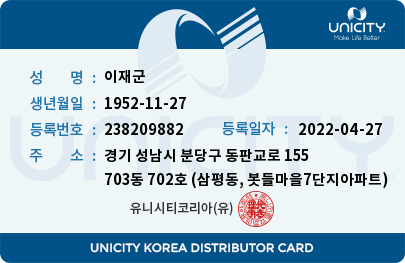 UNICITY
Make Life Better
성 명 : 이재군
생년월일 : 1952-11-27
등록번호 : 238209882 등록일자 : 2022-04-27
주 소 : 경기 성남시 분당구 동판교로 155
703동 702호 (삼평동, 봇들마을7단지아파트)
유니시티코리아(유)
UNICITY KOREA DISTRIBUTOR CARD